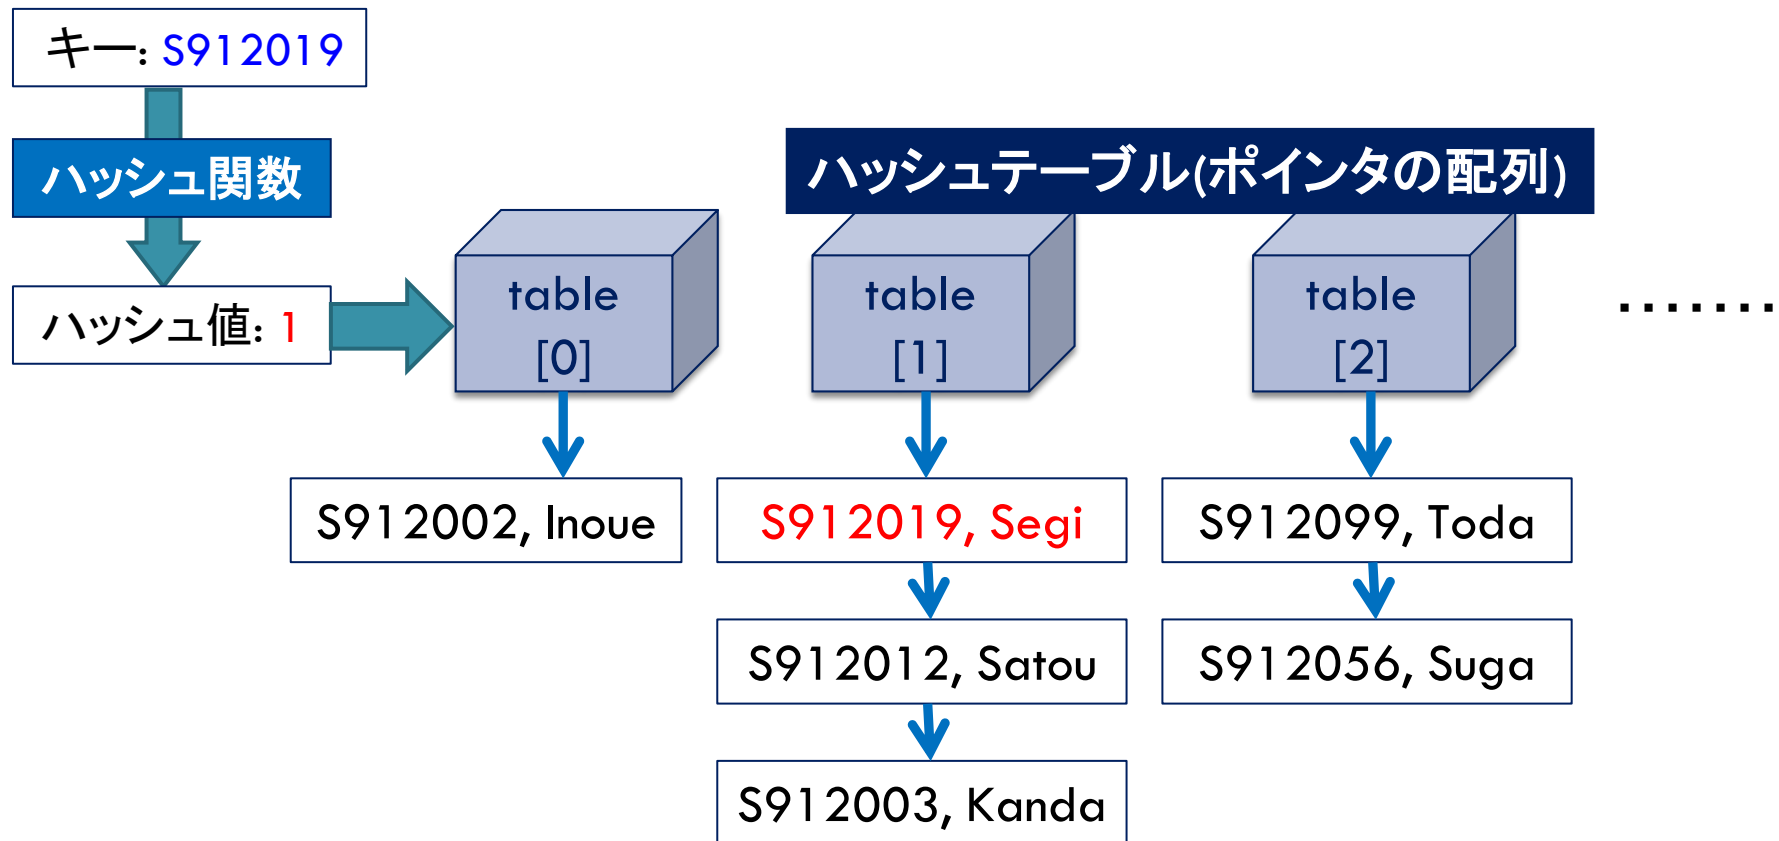 キー: S912019
ハッシュ関数
ハッシュテーブル(ポインタの配列)
ハッシュ値: 1
table
[0]
table
[1]
table
[2]
.......
S912002, Inoue
S912019, Segi
S912099, Toda
S912012, Satou
S912056, Suga
S912003, Kanda